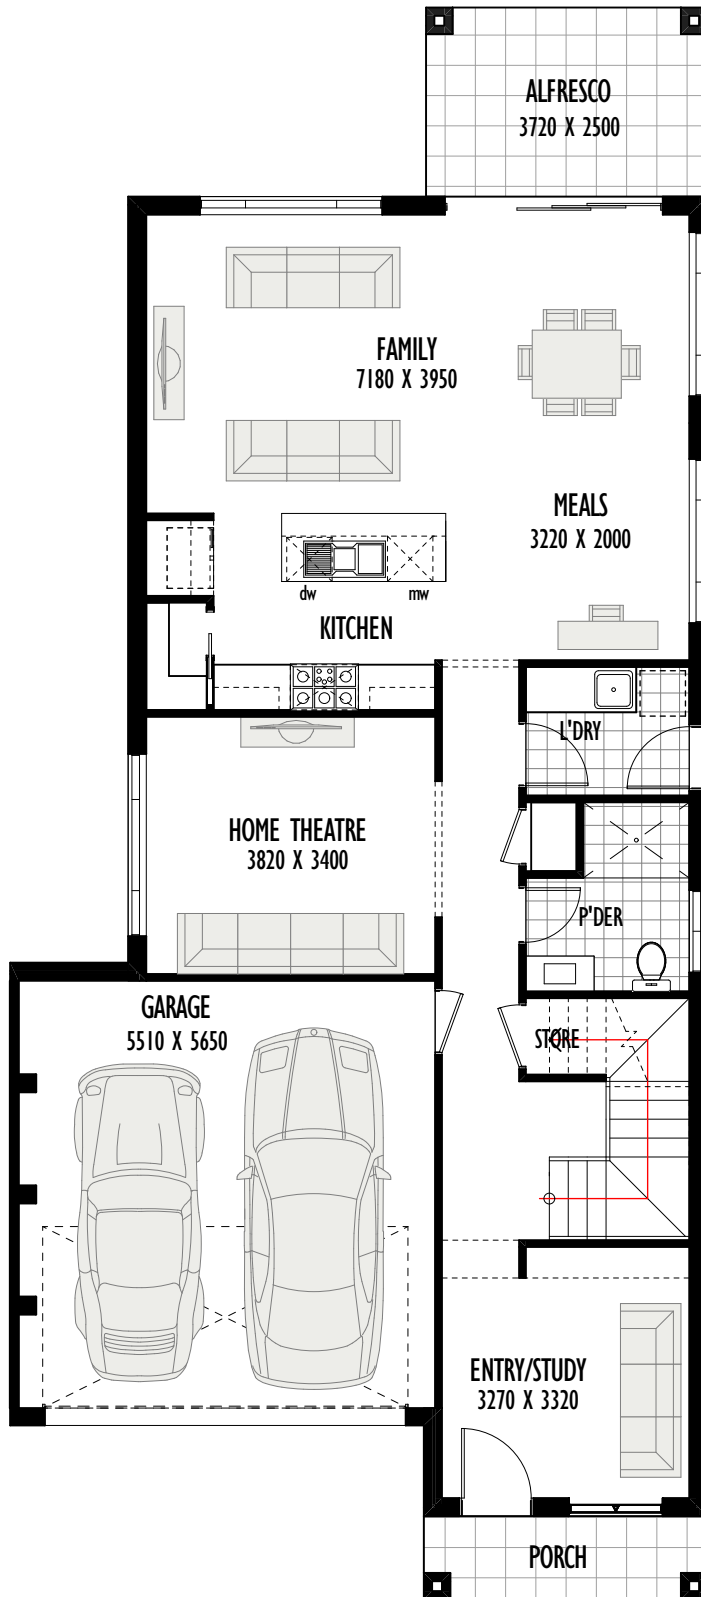 ALFRESCO
3720 X 2500
FAMILY
7180 X 3950
MEALS
3220 X 2000
dw
mw
KITCHEN
L'DRY
HOME THEATRE
3820 X 3400
P'DER
GARAGE
5510 X 5650
STORE
ENTRY/STUDY
3270 X 3320
PORCH